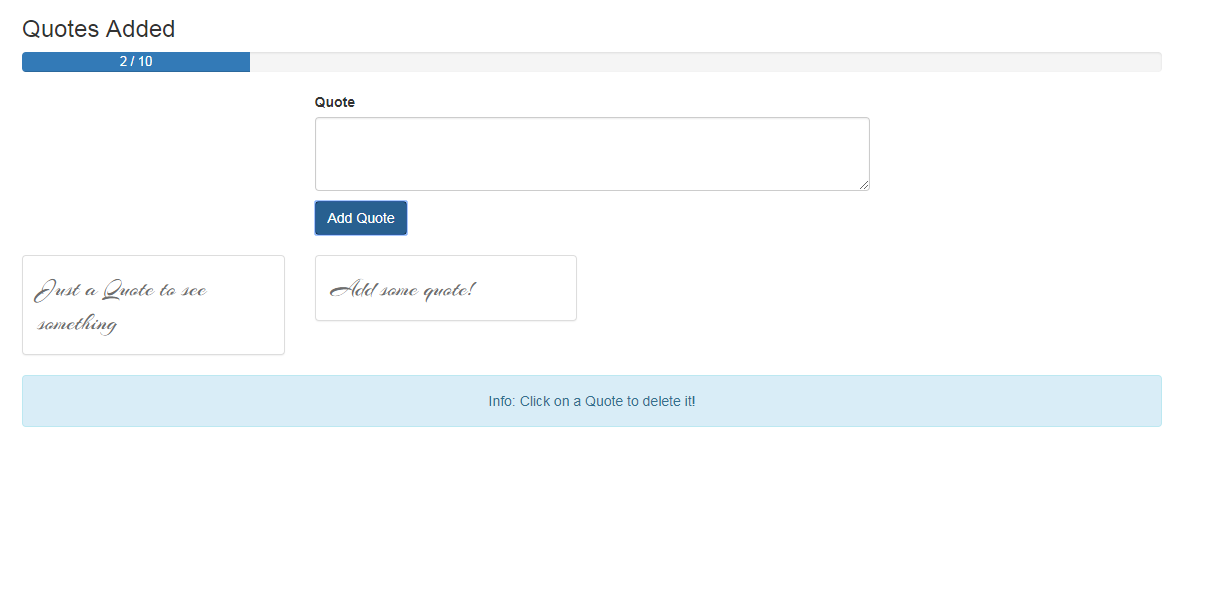 Quotes Added
2 / 10
Quote
Add Quote
Just a Quote to see
something
Add some quote!
Info: Click on a Quote to delete it!